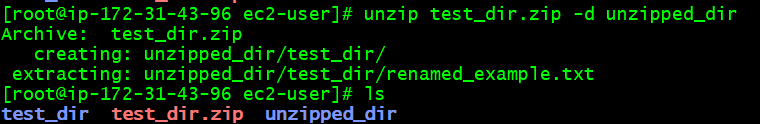 [root@ip-172-31-43-96 ec2-user]# unzip test_dir.zip -d unzipped_dir
Archive:  test_dir.zip
   creating: unzipped_dir/test_dir/
 extracting: unzipped_dir/test_dir/renamed_example.txt
[root@ip-172-31-43-96 ec2-user]# ls
test_dir  test_dir.zip  unzipped_dir